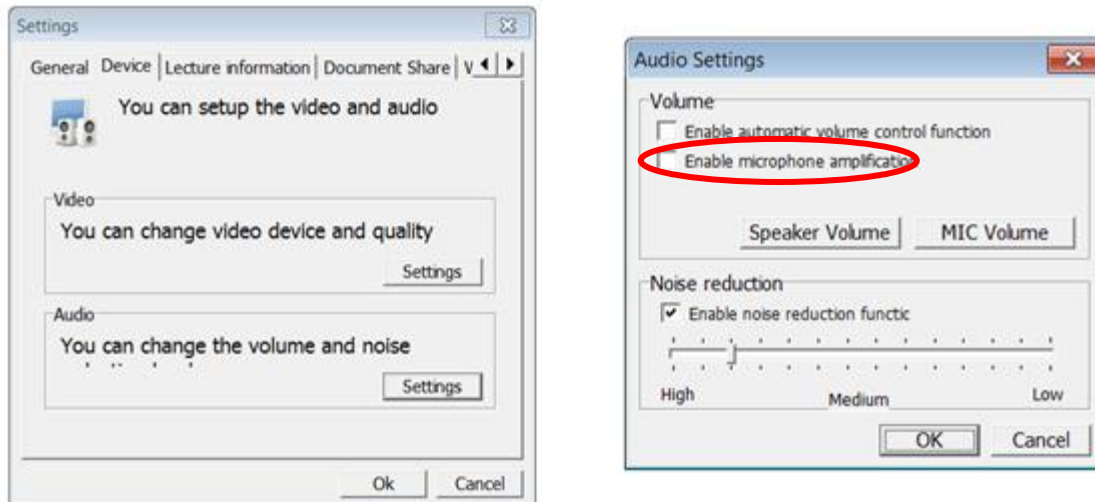 Settings
General Device Lecture information Document Share V
You can setup the video and audio
Video
You can change video device and quality
Settings
Audio
You can change the volume and noise
Settings
Ok Cancel
Audio Settings
Volume
Enable automatic volume control function
Enable microphone amplification
Speaker Volume MIC Volume
Noise reduction
Enable noise reduction functic
High Medium Low
OK Cancel